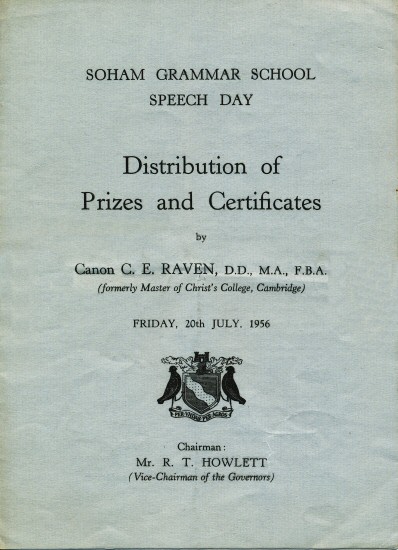 SOHAM GRAMMAR SCHOOL
SPEECH DAY
Distribution of
Prizes and Certificates
by
Canon C. E. RAVEN, D.D., M.A., F.B.A.
(formerly Master of Christ's College, Cambridge)
FRIDAY, 20th JULY. 1956
Chairman:
Mr. R. T. HOWLETT
(Vice-Chairman of the Governors)